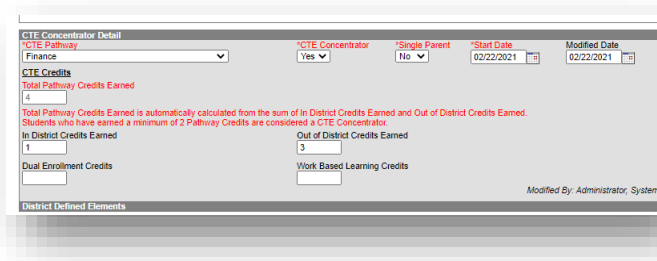 CTE Concentrator Detail
*CTE Pathway *CTE Concentrator *Single Parent *Start Date Modified Date
Finance Yes No 02/22/2021 02/22/2021
CTE Credits
Total Pathway Credits Earned
4
Total Pathway Credits Earned is automatically calculated from the sum of In District Credits Earned and Out of District Credits Earned.
Students who have earned a minimum of 2 Pathway Credits are considered a CTE Concentrator.
In District Credits Earned Out of District Credits Earned
1 3
Dual Enrollment Credits Work Based Learning Credits
Modified By: Administrator, System
District Defined Elements